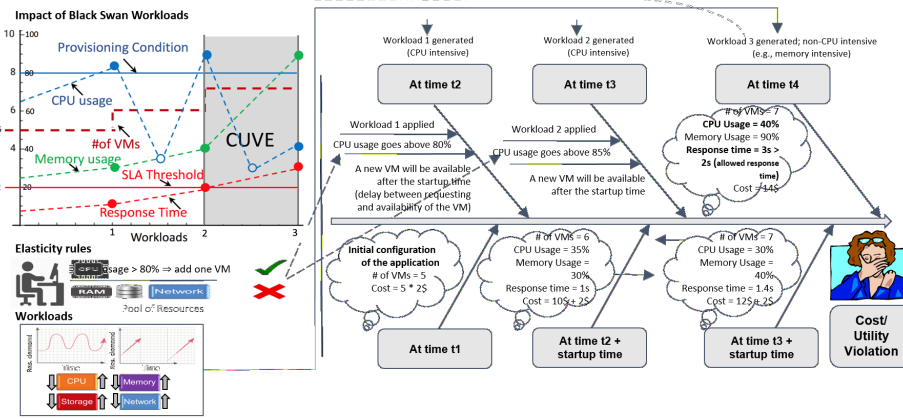 Impact of Black Swan Workloads
10 100
Provisioning Condition
8 80
CPU usage
6 60
#of VMs
4 40
CUVE
Memory usage
SLA Threshold
2 20
Response Time
1 2 3
Workloads
Elasticity rules
CPU
usage > 80% ⇒ add one VM
RAM
Network
Pool of Resources
Workloads
Res. demand
Time
Res. demand
Time
CPU
Memory
Storage
Network
Workload 1 generated
(CPU intensive)
At time t2
Workload 1 applied
CPU usage goes above 80%
A new VM will be available
after the startup time
(delay between requesting
and availability of the VM)
Workload 2 generated
(CPU intensive)
At time t3
Workload 2 applied
CPU usage goes above 85%
A new VM will be available
after the startup time
Workload 3 generated; non-CPU intensive
(e.g., memory intensive)
At time t4
# of VMs = 7
CPU Usage = 40%
Memory Usage = 90%
Response time = 3s >
2s (allowed response
time)
Cost = 14$
Initial configuration
of the application
# of VMs = 5
Cost = 5 * 2$
At time t1
# of VMs = 6
CPU Usage = 35%
Memory Usage =
30%
Response time = 1s
Cost = 10$+ 2$
At time t2 +
startup time
# of VMs = 7
CPU Usage = 30%
Memory Usage =
40%
Response time = 1.4s
Cost = 12$+ 2$
At time t3 +
startup time
Cost/
Utility
Violation